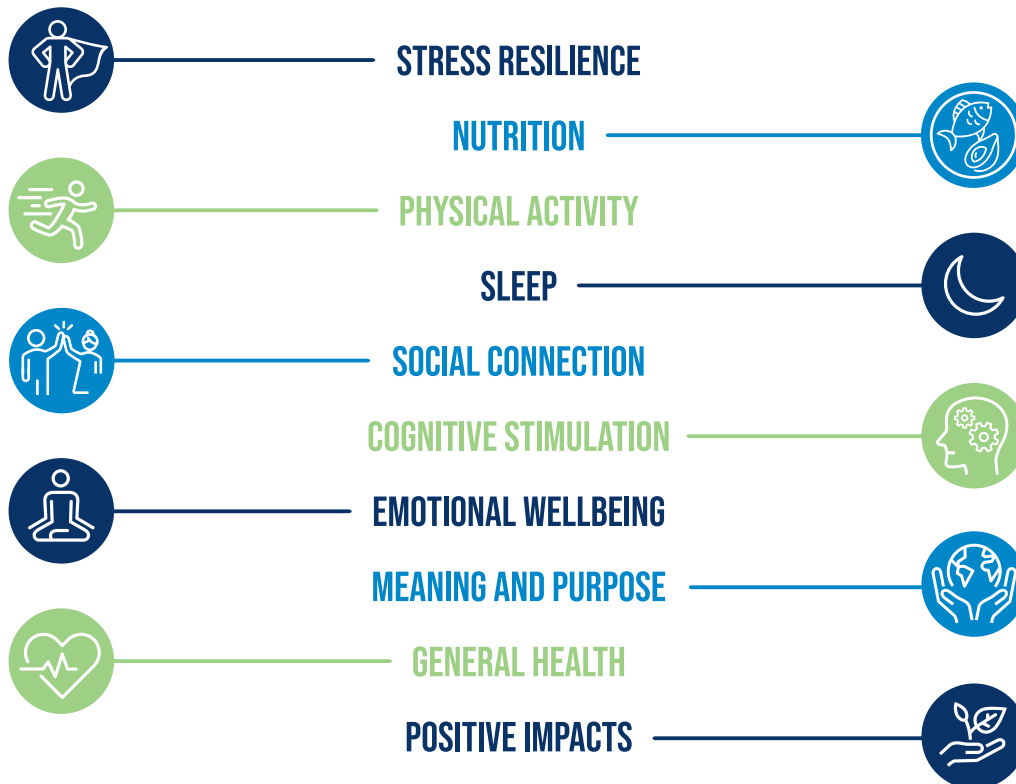 STRESS RESILIENCE
NUTRITION
PHYSICAL ACTIVITY
SLEEP
SOCIAL CONNECTION
COGNITIVE STIMULATION
EMOTIONAL WELLBEING
MEANING AND PURPOSE
GENERAL HEALTH
POSITIVE IMPACTS